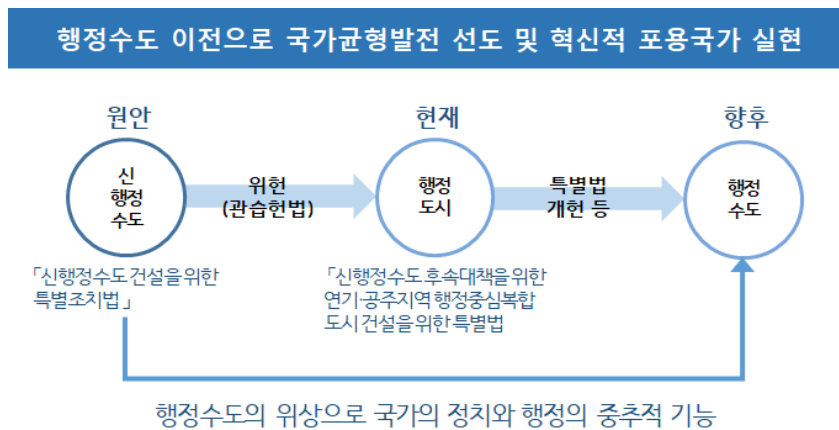 행정수도 이전으로 국가균형발전 선도 및 혁신적 포용국가 실현
원안
현재
향후
신
행정
수도
위헌
(관습헌법)
행정
도시
특별법
개헌 등
행정
수도
「신행정수도 건설을 위한
특별조치법」
「신행정수도 후속대책을 위한
연기·공주지역 행정중심복합
도시 건설을 위한 특별법
행정수도의 위상으로 국가의 정치와 행정의 중추적 기능